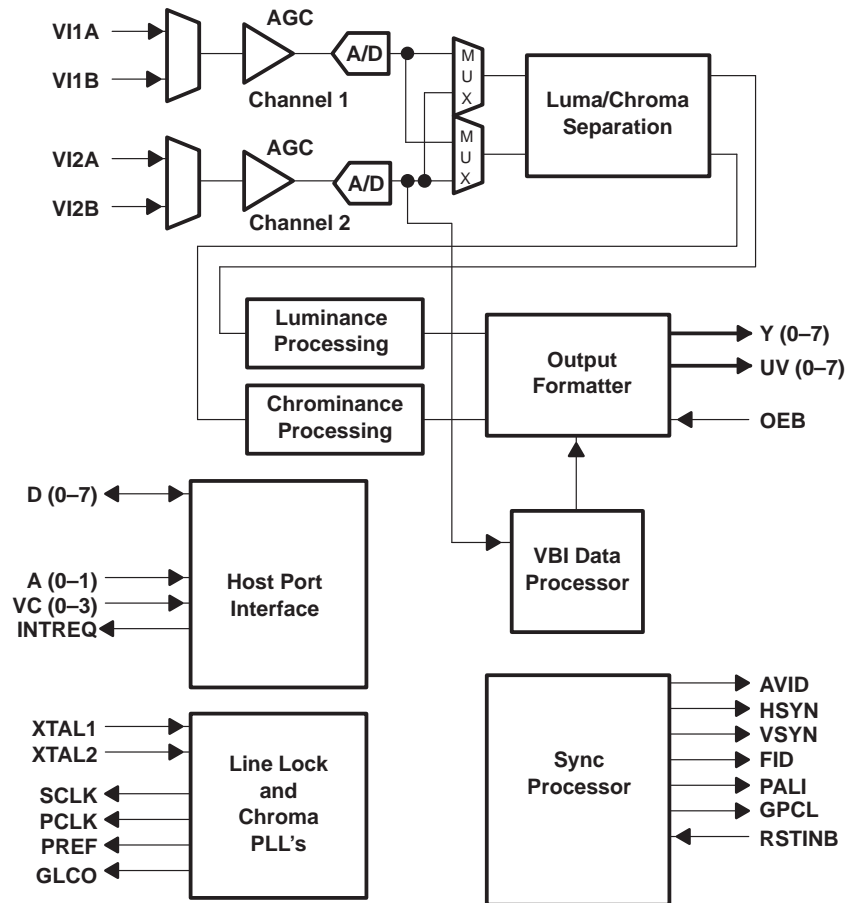 VI1A
VI1B
AGC
A/D
Channel 1
M
U
X
Luma/Chroma
Separation
VI2A
VI2B
AGC
A/D
Channel 2
M
U
X
Luminance
Processing
Chrominance
Processing
Output
Formatter
Y (0–7)
UV (0–7)
OEB
D (0–7)
A (0–1)
VC (0–3)
INTREQ
Host Port
Interface
VBI Data
Processor
XTAL1
XTAL2
SCLK
PCLK
PREF
GLCO
Line Lock
and
Chroma
PLL's
Sync
Processor
AVID
HSYN
VSYN
FID
PALI
GPCL
RSTINB